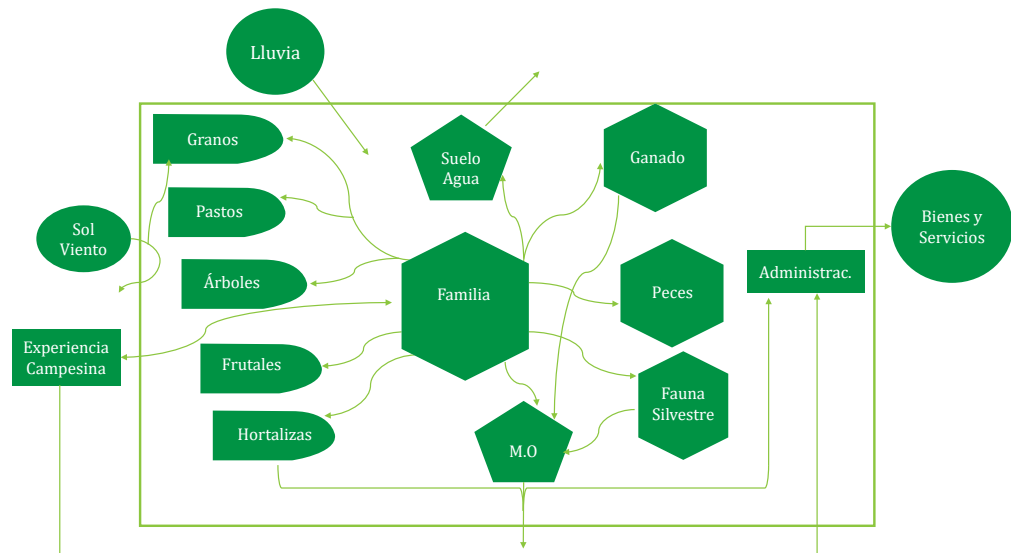 Lluvia
Granos
Suelo
Agua
Ganado
Pastos
Sol
Viento
Bienes y
Servicios
Árboles
Familia
Peces
Administrac.
Experiencia
Campesina
Frutales
Fauna
Silvestre
Hortalizas
M.O